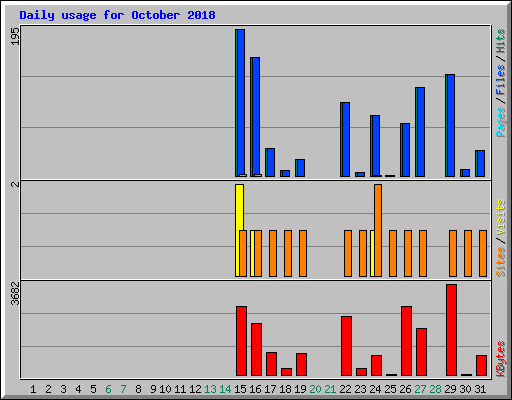 Daily usage for October 2018
195
Pages / Files / Hits
2
Sites / Visits
3682
KBytes
1 2 3 4 5 6 7 8 9 10 11 12 13 14 15 16 17 18 19 20 21 22 23 24 25 26 27 28 29 30 31